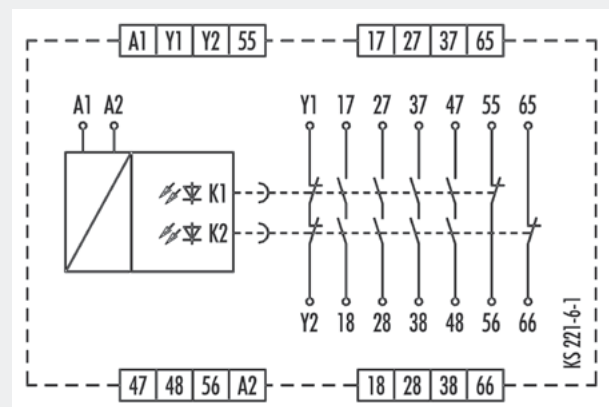 A1 Y1 Y2 55 17 27 37 65
A1 A2 Y1 17 27 37 47 55 65
K1
K2
Y2 18 28 38 48 56 66
KS 221-6-1
47 48 56 A2 18 28 38 66